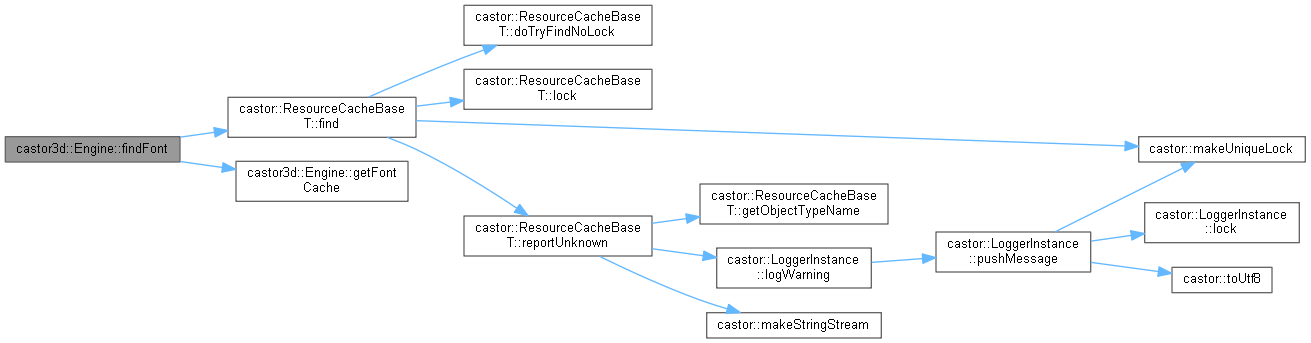 castor3d::Engine::findFont
castor::ResourceCacheBase
T::find
castor3d::Engine::getFont
Cache
castor::ResourceCacheBase
T::doTryFindNoLock
castor::ResourceCacheBase
T::lock
castor::ResourceCacheBase
T::reportUnknown
castor::ResourceCacheBase
T::getObjectTypeName
castor::LoggerInstance
::logWarning
castor::makeStringStream
castor::LoggerInstance
::pushMessage
castor::makeUniqueLock
castor::LoggerInstance
::lock
castor::toUtf8